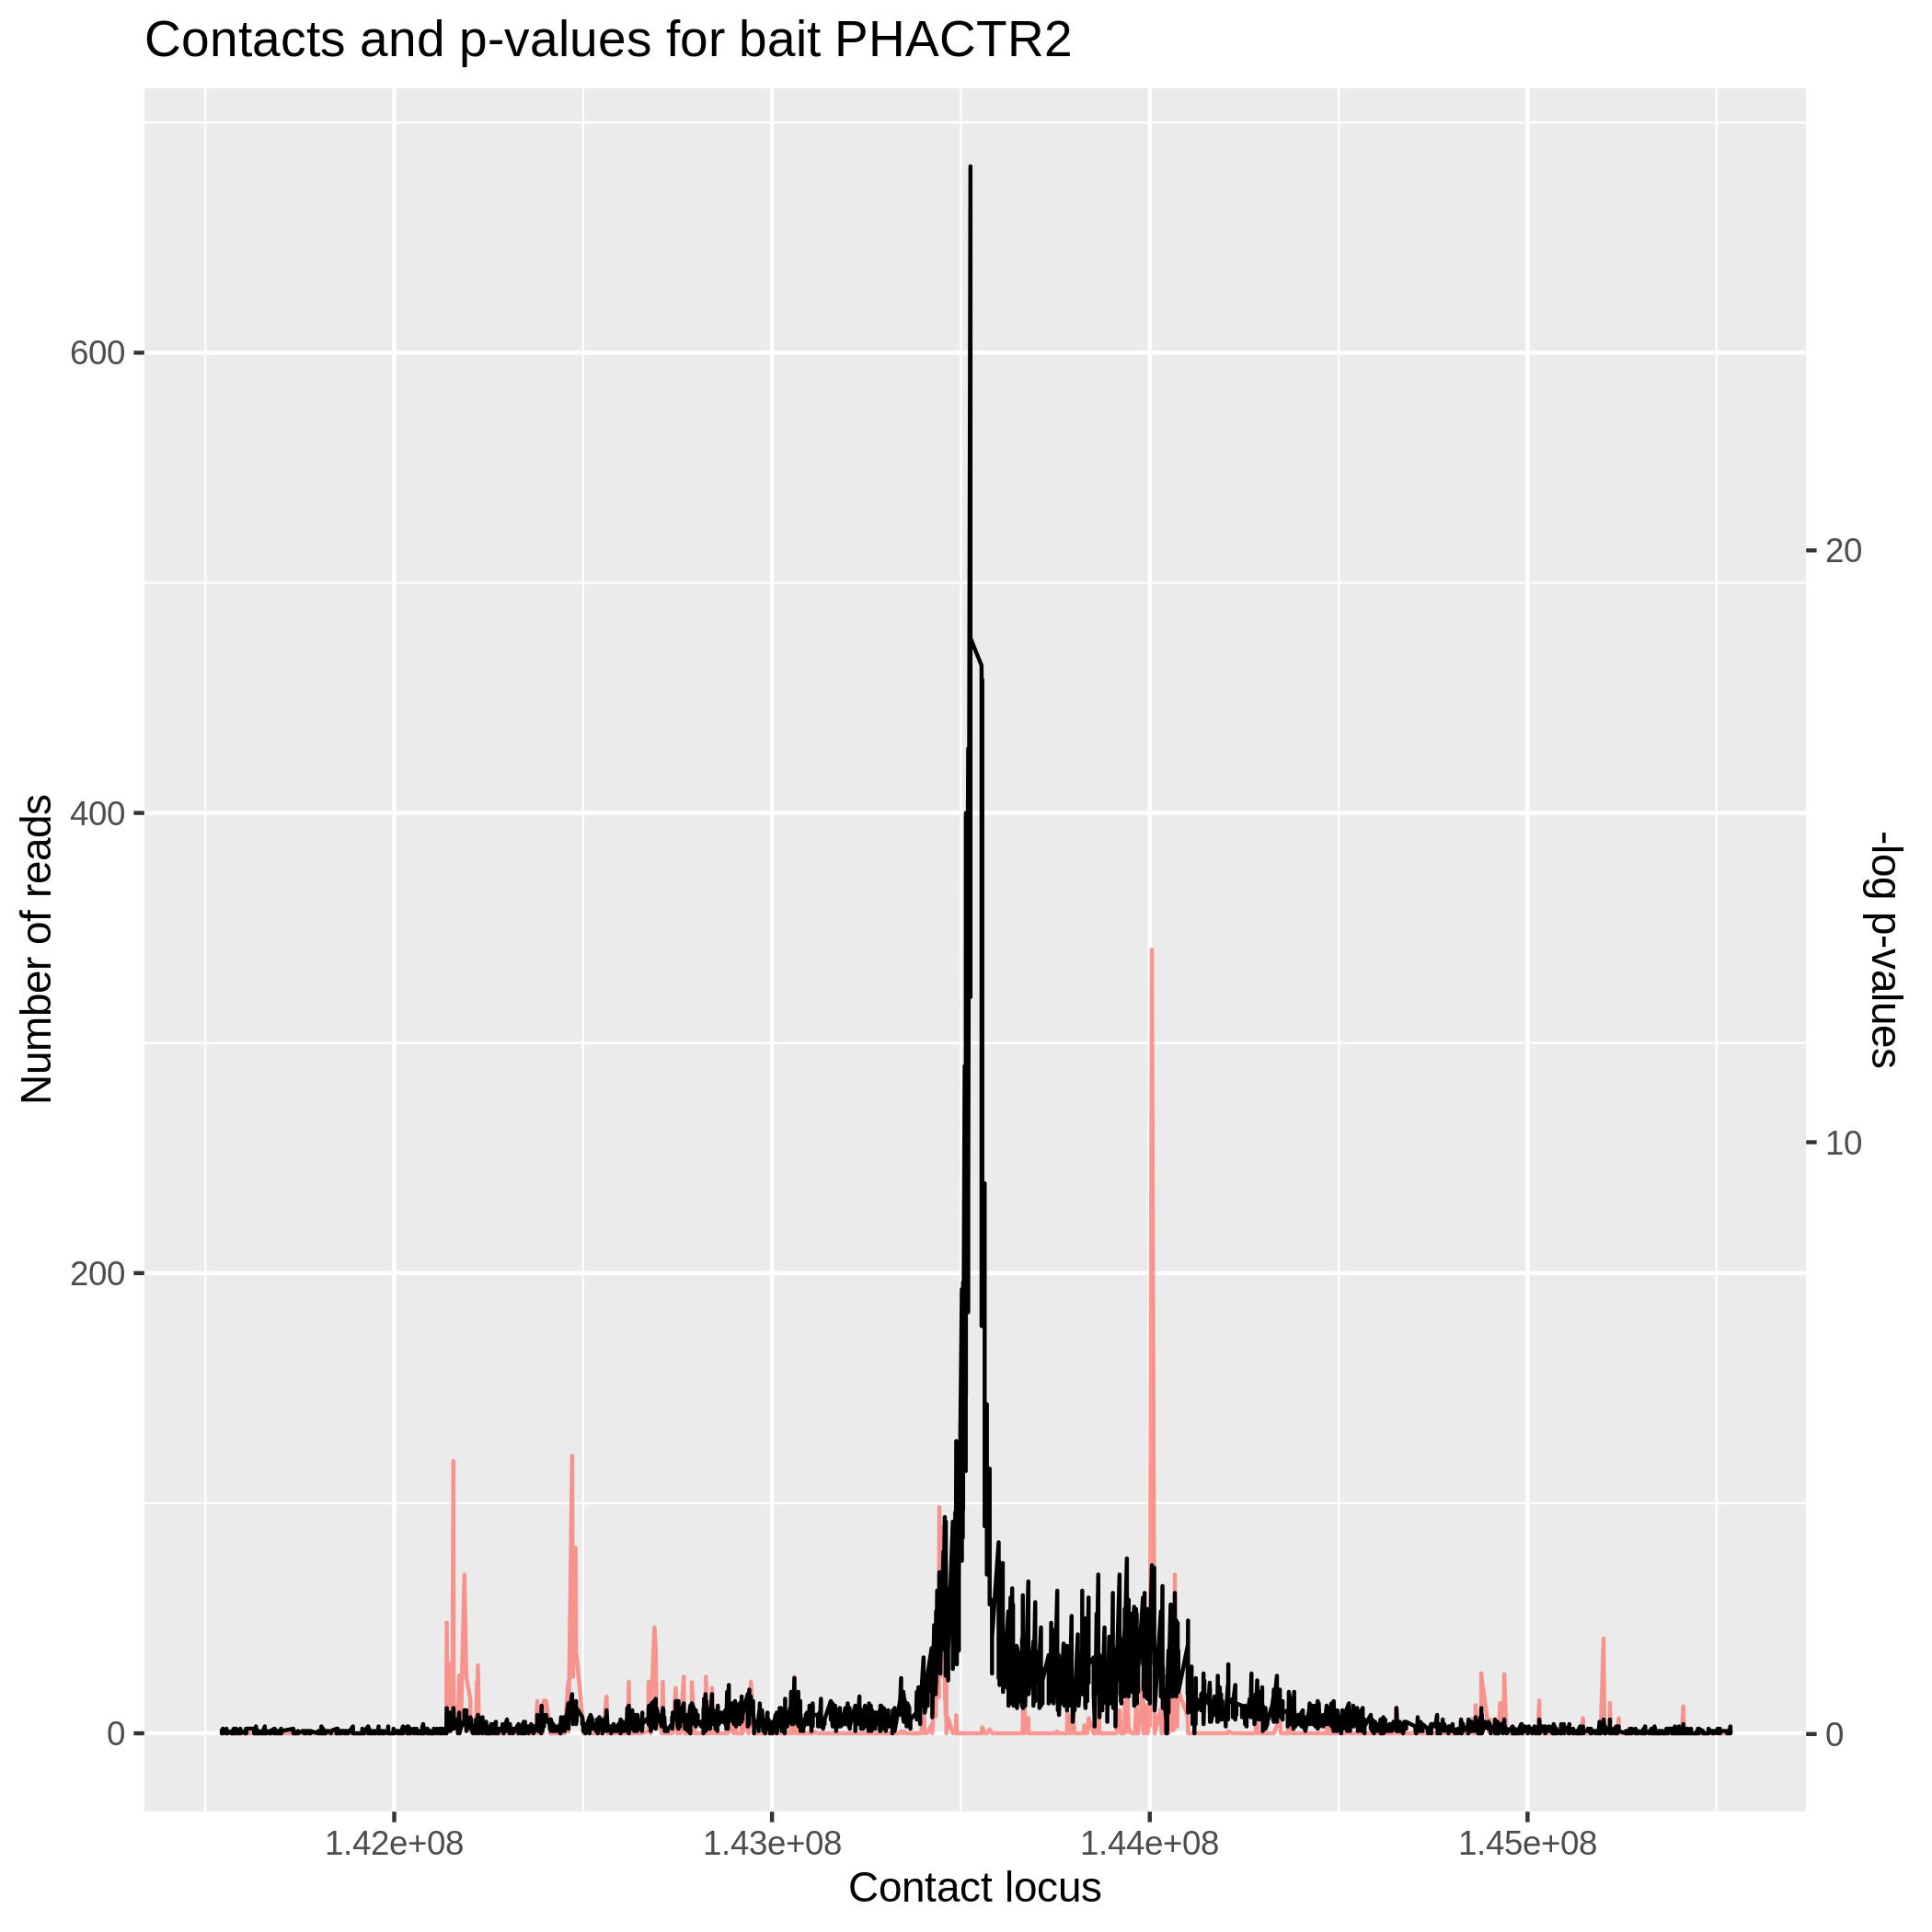 Contacts and p-values for bait PHACTR2
Number of reads
600
400
200
0
20
10
0
-log p-values
1.42e+08
1.43e+08
1.44e+08
1.45e+08
Contact locus